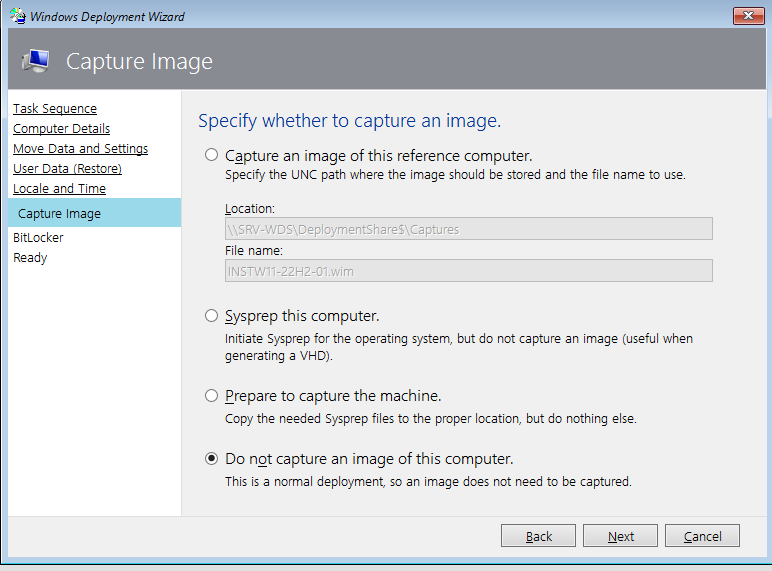 Windows Deployment Wizard
Capture Image
Task Sequence
Computer Details
Move Data and Settings
User Data (Restore)
Locale and Time
Capture Image
BitLocker
Ready
Specify whether to capture an image.
Capture an image of this reference computer.
Specify the UNC path where the image should be stored and the file name to use.
Location:
\\SRV-WDS\DeploymentShare$\Captures
File name:
INSTW11-22H2-01.wim
Sysprep this computer.
Initiate Sysprep for the operating system, but do not capture an image (useful when
generating a VHD).
Prepare to capture the machine.
Copy the needed Sysprep files to the proper location, but do nothing else.
Do not capture an image of this computer.
This is a normal deployment, so an image does not need to be captured.
Back Next Cancel